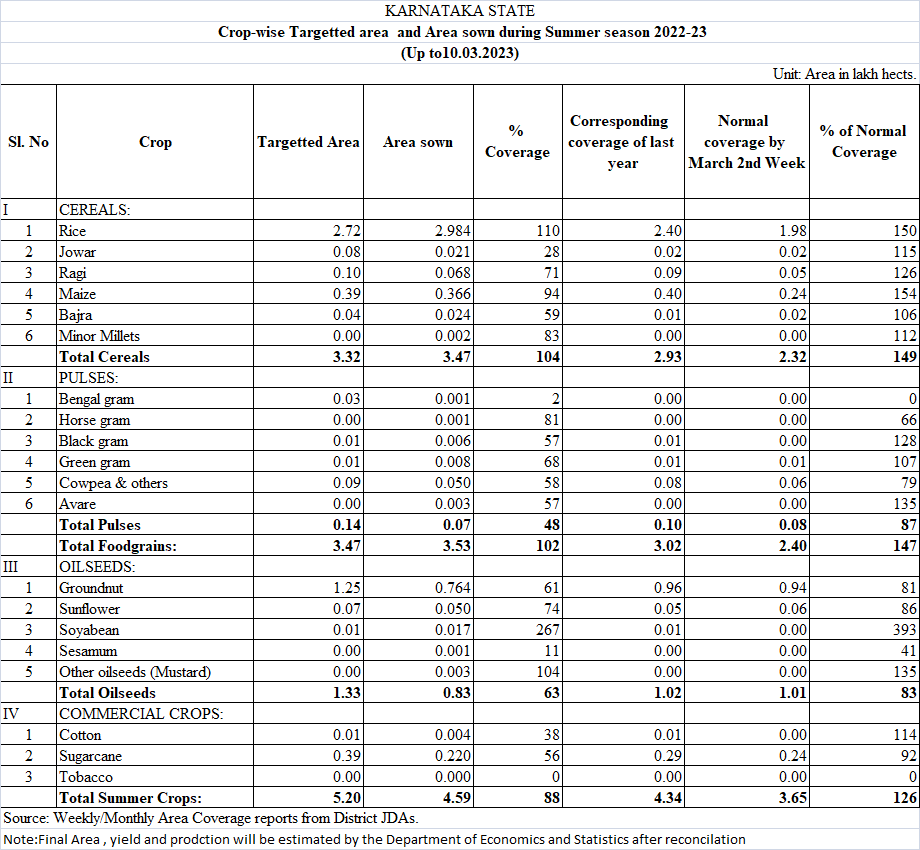 KARNATAKA STATE
Crop-wise Targetted area and Area sown during Summer season 2022-23
(Up to10.03.2023)
Unit: Area in lakh hects.
Sl. No Crop Targetted Area Area sown % Coverage Corresponding coverage of last year Normal coverage by March 2nd Week % of Normal Coverage
I CEREALS:
1 Rice 2.72 2.984 110 2.40 1.98 150
2 Jowar 0.08 0.021 28 0.02 0.02 115
3 Ragi 0.10 0.068 71 0.09 0.05 126
4 Maize 0.39 0.366 94 0.40 0.24 154
5 Bajra 0.04 0.024 59 0.01 0.02 106
6 Minor Millets 0.00 0.002 83 0.00 0.00 112
Total Cereals 3.32 3.47 104 2.93 2.32 149
II PULSES:
1 Bengal gram 0.03 0.001 2 0.00 0.00 0
2 Horse gram 0.00 0.001 81 0.00 0.00 66
3 Black gram 0.01 0.006 57 0.01 0.00 128
4 Green gram 0.01 0.008 68 0.01 0.01 107
5 Cowpea & others 0.09 0.050 58 0.08 0.06 79
6 Avare 0.00 0.003 57 0.00 0.00 135
Total Pulses 0.14 0.07 48 0.10 0.08 87
Total Foodgrains: 3.47 3.53 102 3.02 2.40 147
III OILSEEDS:
1 Groundnut 1.25 0.764 61 0.96 0.94 81
2 Sunflower 0.07 0.050 74 0.05 0.06 86
3 Soyabean 0.01 0.017 267 0.01 0.00 393
4 Sesamum 0.00 0.001 11 0.00 0.00 41
5 Other oilseeds (Mustard) 0.00 0.003 104 0.00 0.00 135
Total Oilseeds 1.33 0.83 63 1.02 1.01 83
IV COMMERCIAL CROPS:
1 Cotton 0.01 0.004 38 0.01 0.00 114
2 Sugarcane 0.39 0.220 56 0.29 0.24 92
3 Tobacco 0.00 0.000 0 0.00 0.00 0
Total Summer Crops: 5.20 4.59 88 4.34 3.65 126
Source: Weekly/Monthly Area Coverage reports from District JDAs.
Note:Final Area , yield and prodction will be estimated by the Department of Economics and Statistics after reconcilation